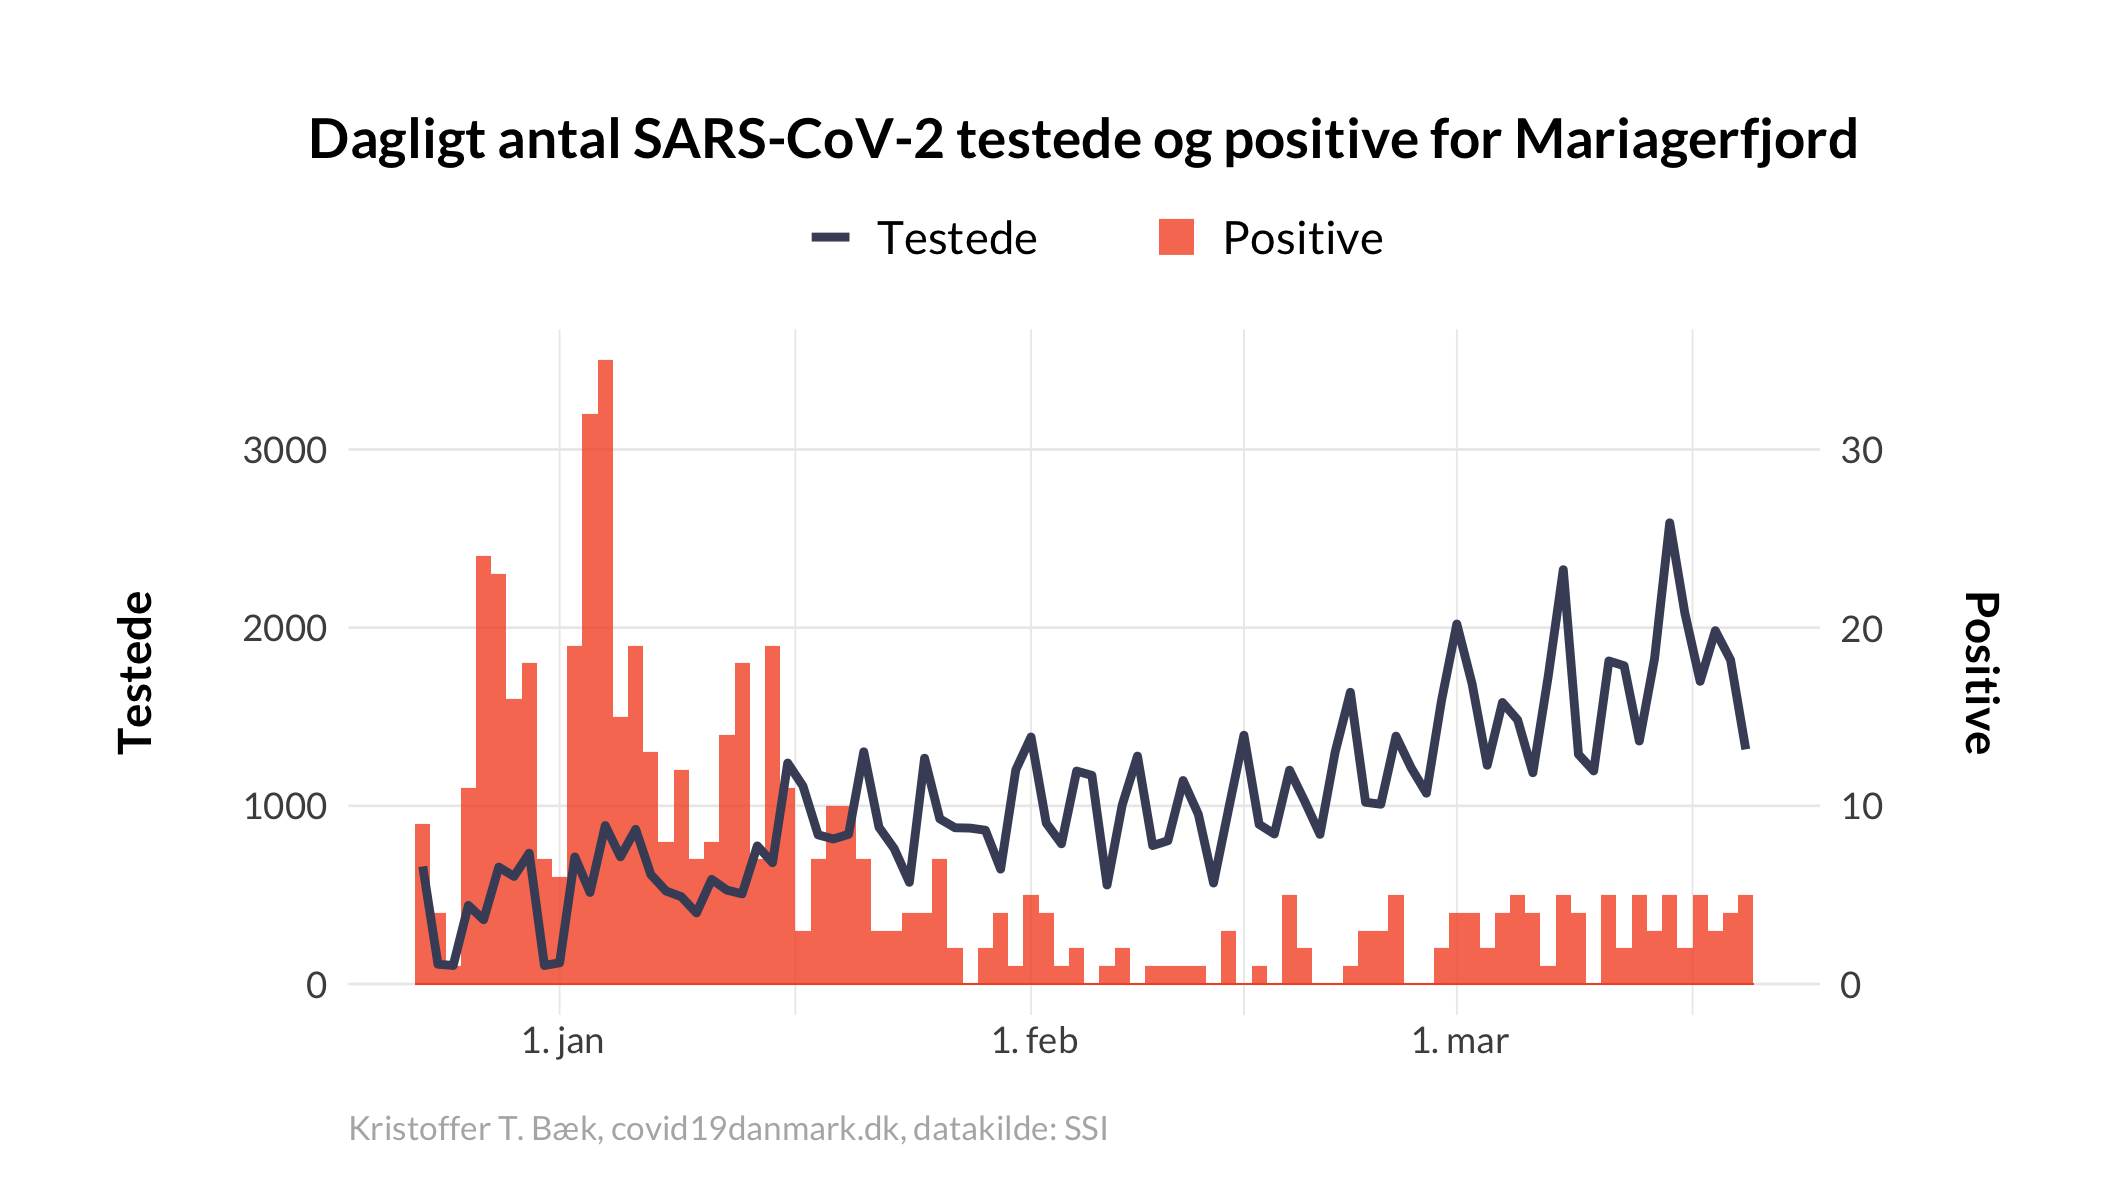 Dagligt antal SARS-CoV-2 testede og positive for Mariagerfjord
Testede Positive
3000 30
2000 20
1000 10
0 0
Testede
Positive
1. jan 1. feb 1. mar
Kristoffer T. Bæk, covid19danmark.dk, datakilde: SSI